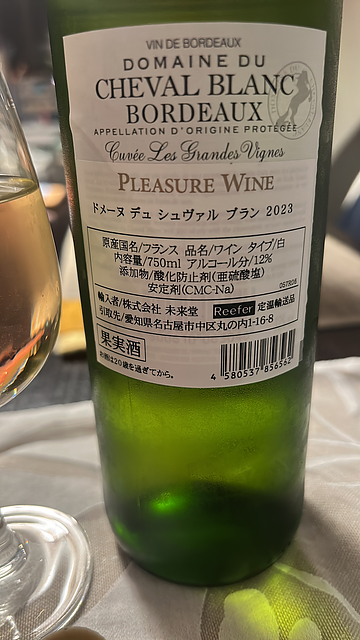 VIN DE BORDEAUX
DOMAINE DU
CHEVAL BLANC
BORDEAUX
APPELLATION D'ORIGINE PROTÉGÉE
Cuvée Les Grandes Vignes
PLEASURE WINE
ドメーヌ デュ シュヴァル ブラン 2023
原産国名/フランス 品名/ワイン タイプ/白
内容量/750ml アルコール分/12%
添加物/酸化防止剤(亜硫酸塩)
安定剤(CMC-Na)
輸入者/株式会社 未来堂 Reefer 定温輸送品
引取先/愛知県名古屋市中区丸の内1-16-8
果実酒
お酒は20歳を過ぎてから。
4 580537 856562